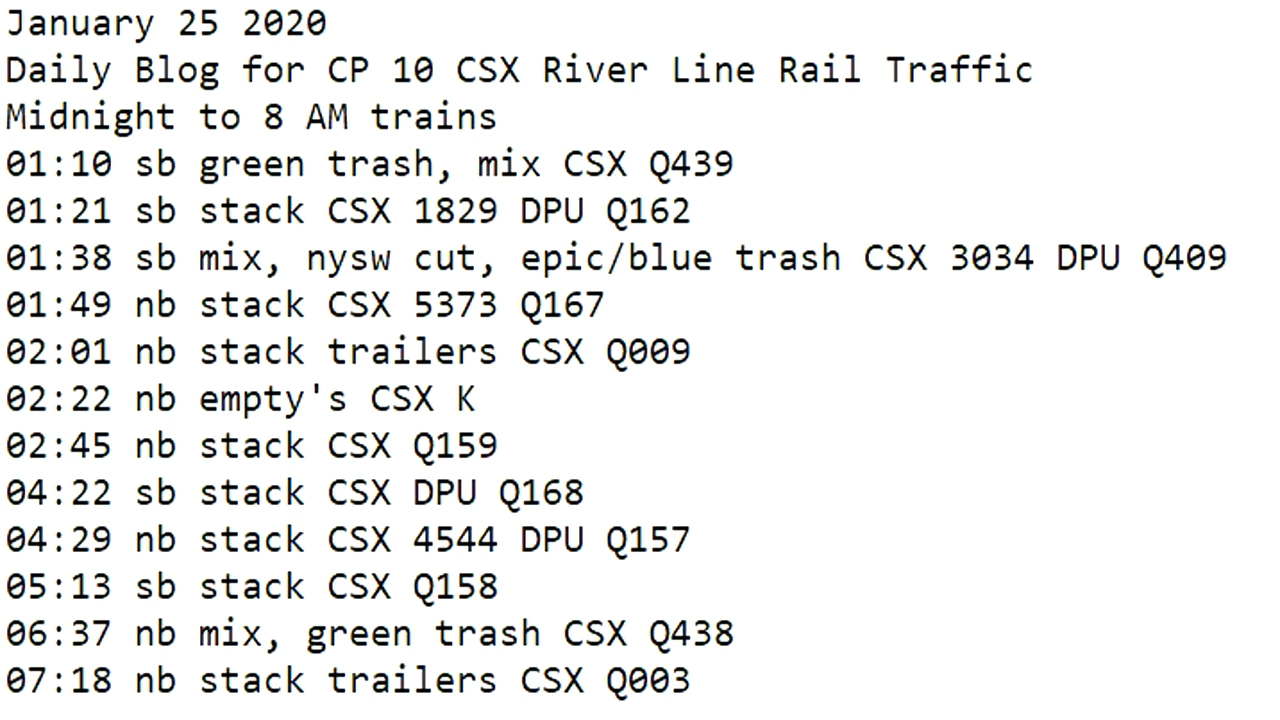 January 25 2020
Daily Blog for CP 10 CSX River Line Rail Traffic
Midnight to 8 AM trains
01:10 sb green trash, mix CSX Q439
01:21 sb stack CSX 1829 DPU Q162
01:38 sb mix, nysw cut, epic/blue trash CSX 3034 DPU Q409
01:49 nb stack CSX 5373 Q167
02:01 nb stack trailers CSX Q009
02:22 nb empty's CSX K
02:45 nb stack CSX Q159
04:22 sb stack CSX DPU Q168
04:29 nb stack CSX 4544 DPU Q157
05:13 sb stack CSX Q158
06:37 nb mix, green trash CSX Q438
07:18 nb stack trailers CSX Q003